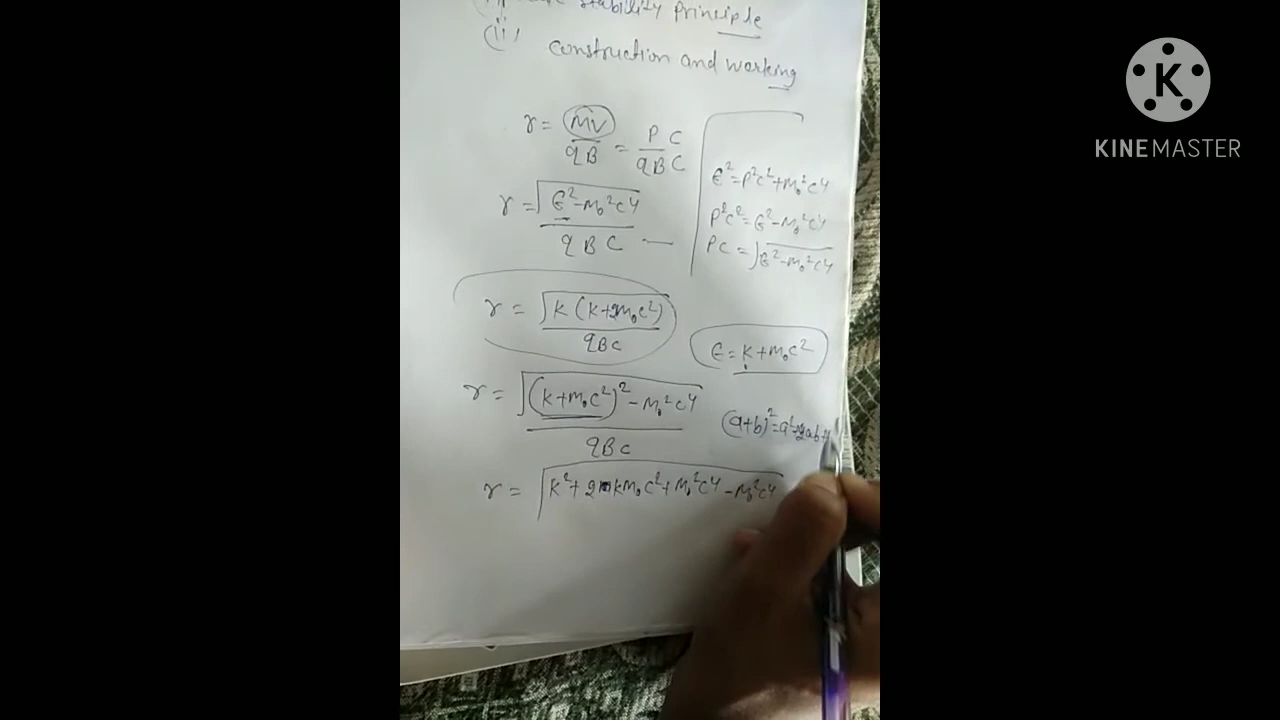 stability Principle
(ii) construction and working
r = MV/qB = PC/qBC
E² = P²C² + M₀²C⁴
r = √(E² - M₀²C⁴)/qBC
P²C² = E² - M₀²C⁴
PC = √(E² - M₀²C⁴)
r = √(K(K+2M₀C²))/qBC
E = K + M₀C²
r = √((K+M₀C²)² - M₀²C⁴)/qBC
(a+b)² = a²+2ab+
r = √(K²+2KM₀C²+M₀²C⁴-M₀²C⁴)
K
KINEMASTER